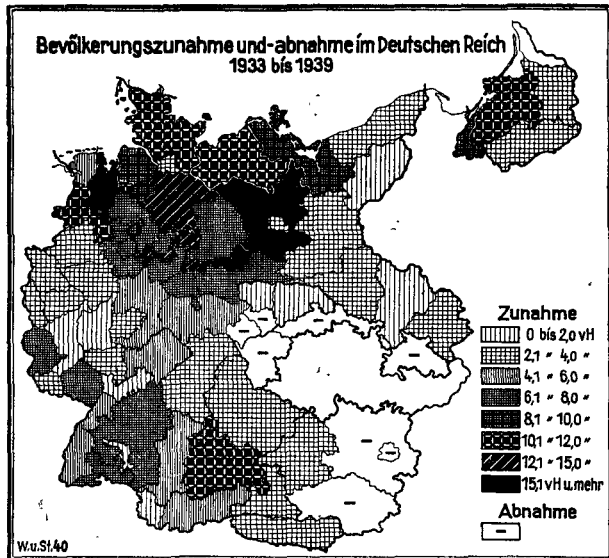 Bevölkerungszunahme und-abnahme im Deutschen Reich
1933 bis 1939
Zunahme
0 bis 2,0 vH
2,1 " 4,0 "
4,1 " 6,0 "
6,1 " 8,0 "
8,1 " 10,0 "
10,1 " 12,0 "
12,1 " 15,0 "
15,1 vH u. mehr
Abnahme
W.u.St.40